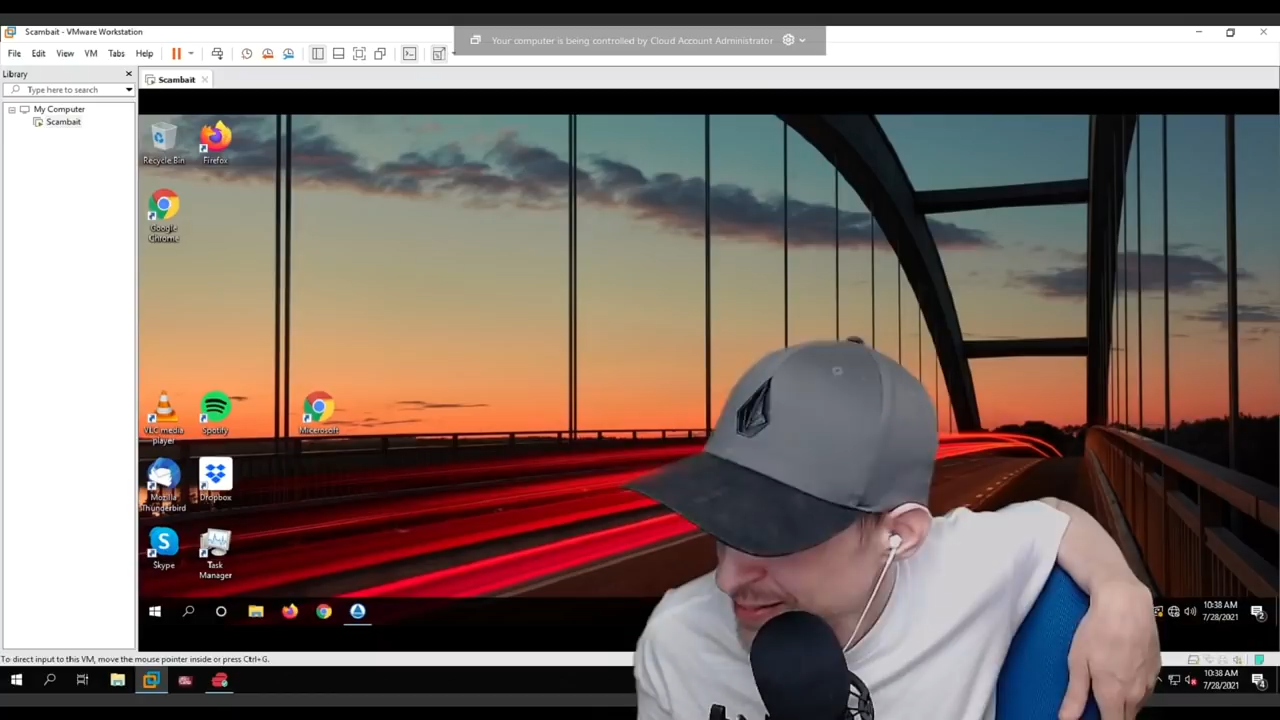 Scambait - VMware Workstation
Your computer is being controlled by Cloud Account Administrator
File Edit View VM Tabs Help
Library
Scambait
Type here to search
My Computer
Scambait
Recycle Bin
Firefox
Google
Chrome
VLC media
player
Spotify
Micerosoft
Mozilla
Thunderbird
Dropbox
Skype
Task
Manager
10:38 AM
7/28/2021
2
To direct input to this VM, move the mouse pointer inside or press Ctrl+G.
10:38 AM
7/28/2021
4